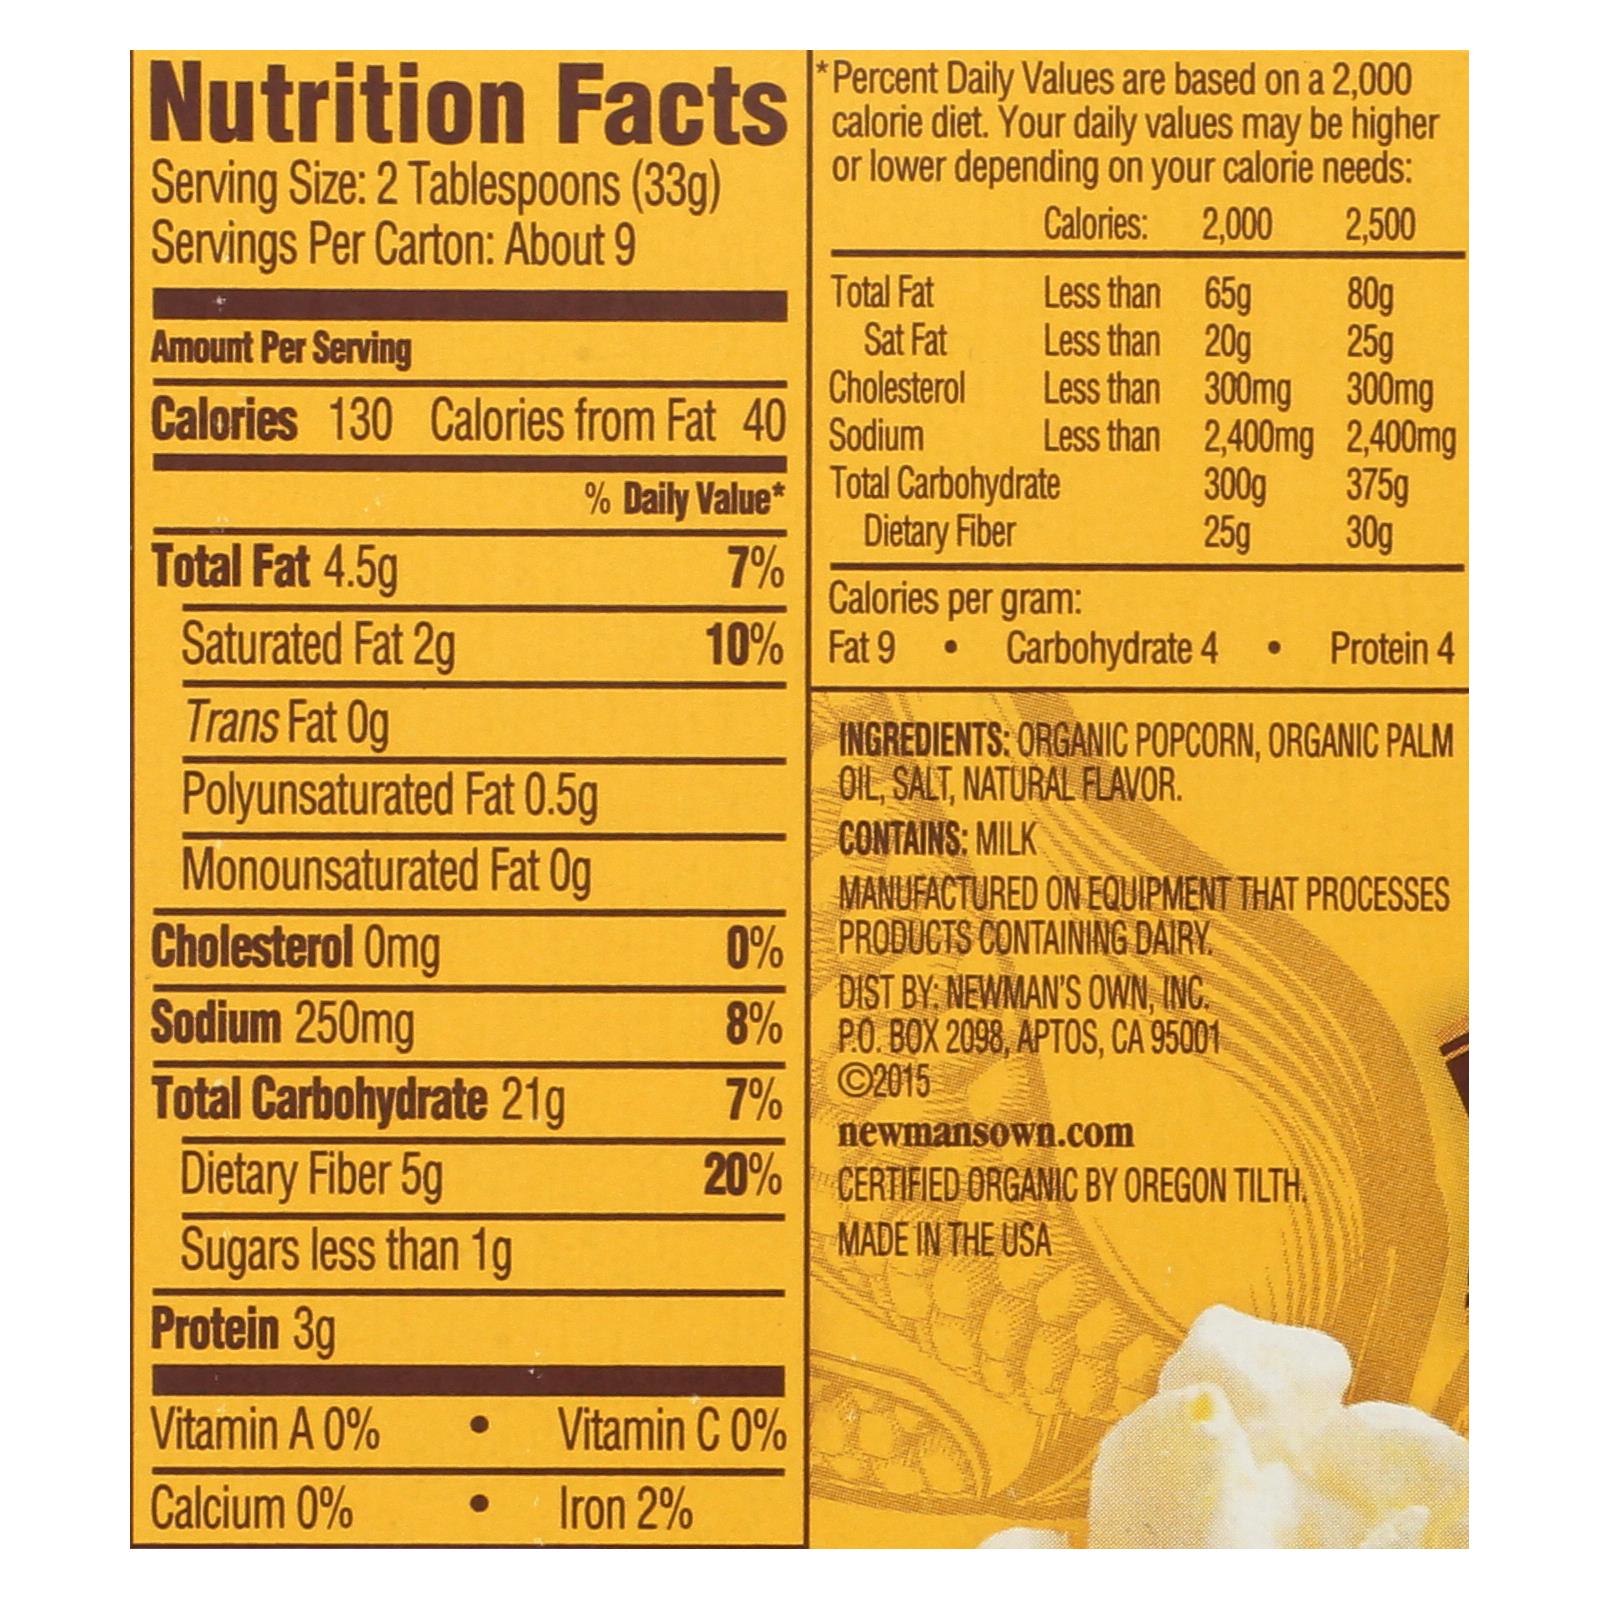 Nutrition Facts
Serving Size: 2 Tablespoons (33g)
Servings Per Carton: About 9
Amount Per Serving
Calories 130 Calories from Fat 40
% Daily Value*
Total Fat 4.5g 7%
Saturated Fat 2g 10%
Trans Fat 0g
Polyunsaturated Fat 0.5g
Monounsaturated Fat 0g
Cholesterol 0mg 0%
Sodium 250mg 8%
Total Carbohydrate 21g 7%
Dietary Fiber 5g 20%
Sugars less than 1g
Protein 3g
Vitamin A 0% • Vitamin C 0%
Calcium 0% • Iron 2%
*Percent Daily Values are based on a 2,000
calorie diet. Your daily values may be higher
or lower depending on your calorie needs:
Calories: 2,000 2,500
Total Fat Less than 65g 80g
Sat Fat Less than 20g 25g
Cholesterol Less than 300mg 300mg
Sodium Less than 2,400mg 2,400mg
Total Carbohydrate 300g 375g
Dietary Fiber 25g 30g
Calories per gram:
Fat 9 • Carbohydrate 4 • Protein 4
INGREDIENTS: ORGANIC POPCORN, ORGANIC PALM
OIL, SALT, NATURAL FLAVOR.
CONTAINS: MILK
MANUFACTURED ON EQUIPMENT THAT PROCESSES
PRODUCTS CONTAINING DAIRY.
DIST BY: NEWMAN'S OWN, INC.
P.O. BOX 2098, APTOS, CA 95001
©2015
newmansown.com
CERTIFIED ORGANIC BY OREGON TILTH.
MADE IN THE USA